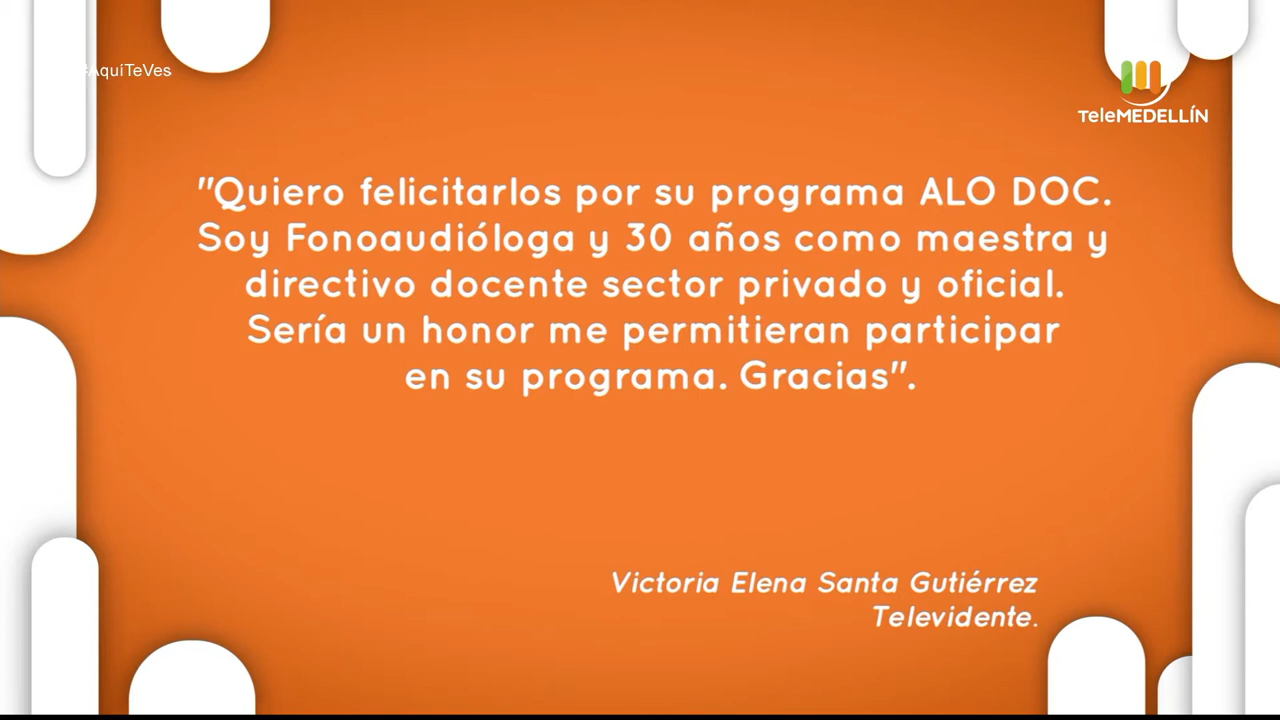 #AquíTeVes
TeleMEDELLÍN
"Quiero felicitarlos por su programa ALO DOC.
Soy Fonoaudióloga y 30 años como maestra y
directivo docente sector privado y oficial.
Sería un honor me permitieran participar
en su programa. Gracias".
Victoria Elena Santa Gutiérrez
Televidente.